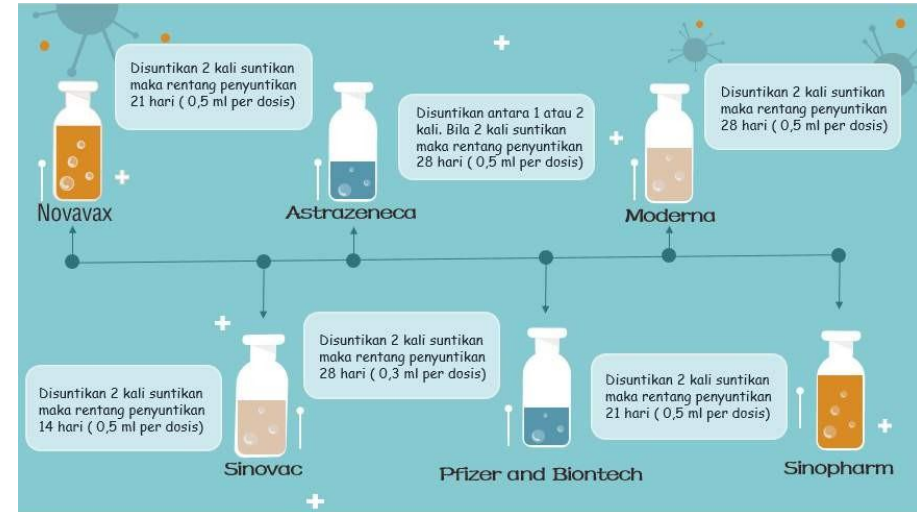 Disuntikan 2 kali suntikan
maka rentang penyuntikan
21 hari ( 0,5 ml per dosis)
Novavax
Disuntikan antara 1 atau 2
kali. Bila 2 kali suntikan
maka rentang penyuntikan
28 hari ( 0,5 ml per dosis)
Astrazeneca
Disuntikan 2 kali suntikan
maka rentang penyuntikan
28 hari ( 0,5 ml per dosis)
Moderna
Disuntikan 2 kali suntikan
maka rentang penyuntikan
14 hari ( 0,5 ml per dosis)
Sinovac
Disuntikan 2 kali suntikan
maka rentang penyuntikan
28 hari ( 0,3 ml per dosis)
Pfizer and Biontech
Disuntikan 2 kali suntikan
maka rentang penyuntikan
21 hari ( 0,5 ml per dosis)
Sinopharm